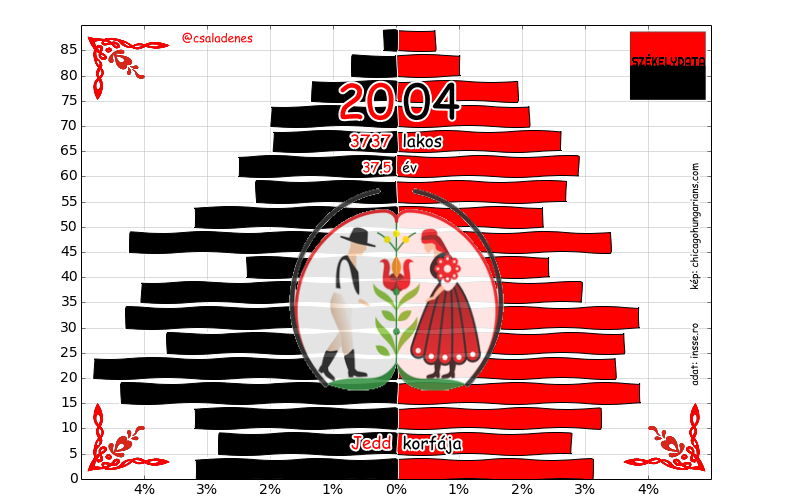 @csaladenes
SZÉKELYDATA
2004
3737 lakos
37.5 év
Jedd korfája
kép: chicagohungarians.com
adat: insse.ro
85
80
75
70
65
60
55
50
45
40
35
30
25
20
15
10
5
0
4% 3% 2% 1% 0% 1% 2% 3% 4%